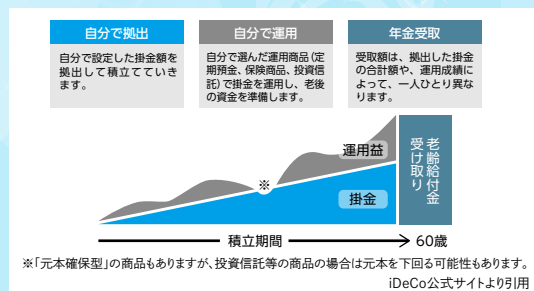 自分で拠出
自分で設定した掛金額を
拠出して積立てていき
ます。
自分で運用
自分で選んだ運用商品(定
期預金、保険商品、投資信
託)で掛金を運用し、老後
の資金を準備します。
年金受取
受取額は、拠出した掛金
の合計額や、運用成績に
よって、一人ひとり異な
ります。
運用益
※
掛金
老齢給付金
受け取り
積立期間
60歳
※「元本確保型」の商品もありますが、投資信託等の商品の場合は元本を下回る可能性もあります。
iDeCo公式サイトより引用